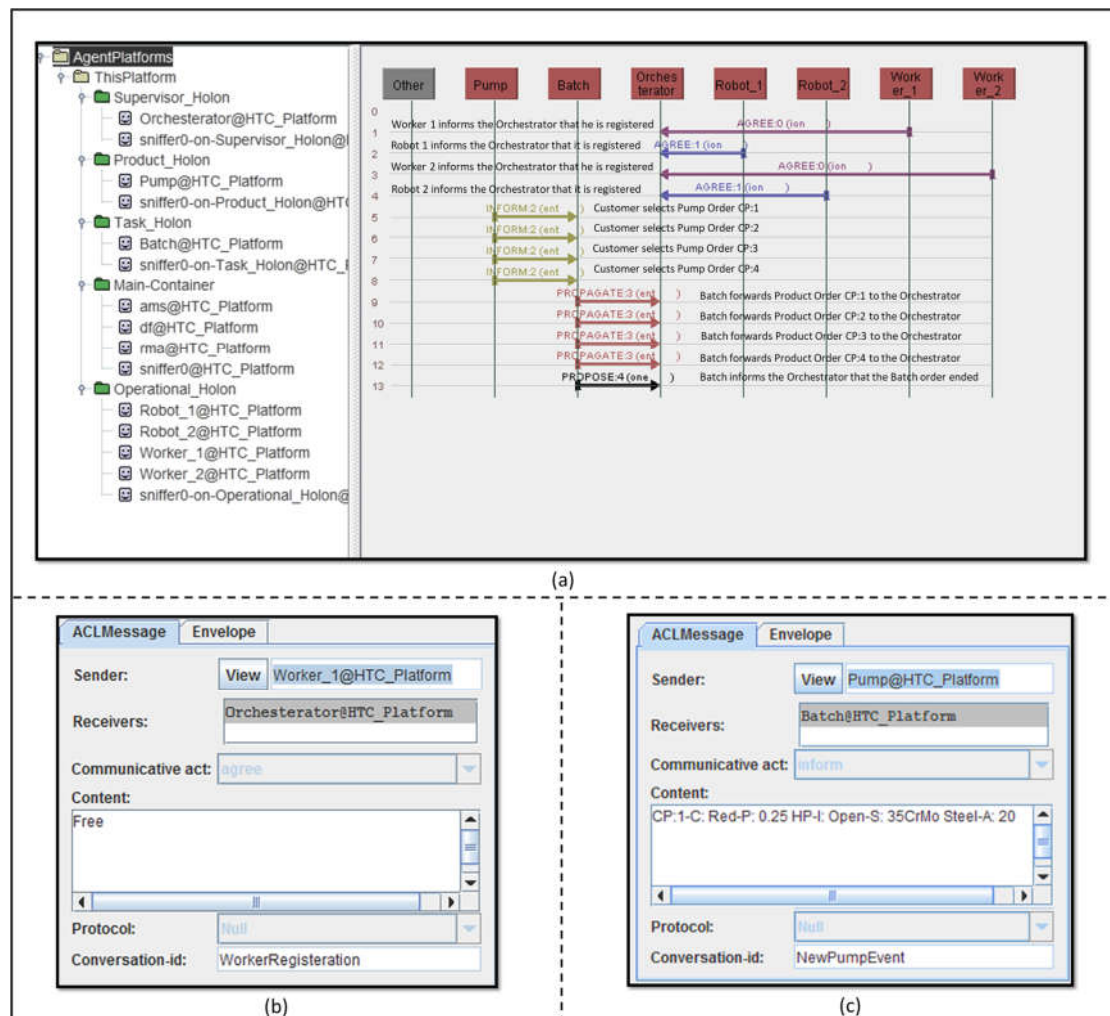 AgentPlatforms
ThisPlatform
Supervisor_Holon
Orchesterator@HTC_Platform
sniffer0-on-Supervisor_Holon@
Product_Holon
Pump@HTC_Platform
sniffer0-on-Product_Holon@HTC
Task_Holon
Batch@HTC_Platform
sniffer0-on-Task_Holon@HTC_
Main-Container
ams@HTC_Platform
df@HTC_Platform
rma@HTC_Platform
sniffer0@HTC_Platform
Operational_Holon
Robot_1@HTC_Platform
Robot_2@HTC_Platform
Worker_1@HTC_Platform
Worker_2@HTC_Platform
sniffer0-on-Operational_Holon@
Other Pump Batch Orches terator Robot_1 Robot_2 Work er_1 Work er_2
0
Worker 1 informs the Orchestrator that he is registered AGREE:0 (ion )
1
Robot 1 informs the Orchestrator that it is registered AGREE:1 (ion )
2
Worker 2 informs the Orchestrator that he is registered AGREE:0 (ion )
3
Robot 2 informs the Orchestrator that it is registered AGREE:1 (ion )
4
INFORM:2 (ent ) Customer selects Pump Order CP:1
5
INFORM:2 (ent ) Customer selects Pump Order CP:2
6
INFORM:2 (ent ) Customer selects Pump Order CP:3
7
INFORM:2 (ent ) Customer selects Pump Order CP:4
8
PROPAGATE:3 (ent ) Batch forwards Product Order CP:1 to the Orchestrator
9
PROPAGATE:3 (ent ) Batch forwards Product Order CP:2 to the Orchestrator
10
PROPAGATE:3 (ent ) Batch forwards Product Order CP:3 to the Orchestrator
11
PROPAGATE:3 (ent ) Batch forwards Product Order CP:4 to the Orchestrator
12
PROPOSE:4 (one ) Batch informs the Orchestrator that the Batch order ended
13
(a)
ACLMessage Envelope
Sender: View Worker_1@HTC_Platform
Receivers: Orchesterator@HTC_Platform
Communicative act: agree
Content:
Free
Protocol: Null
Conversation-id: WorkerRegisteration
(b)
ACLMessage Envelope
Sender: View Pump@HTC_Platform
Receivers: Batch@HTC_Platform
Communicative act: inform
Content:
CP:1-C: Red-P: 0.25 HP-I: Open-S: 35CrMo Steel-A: 20
Protocol: Null
Conversation-id: NewPumpEvent
(c)